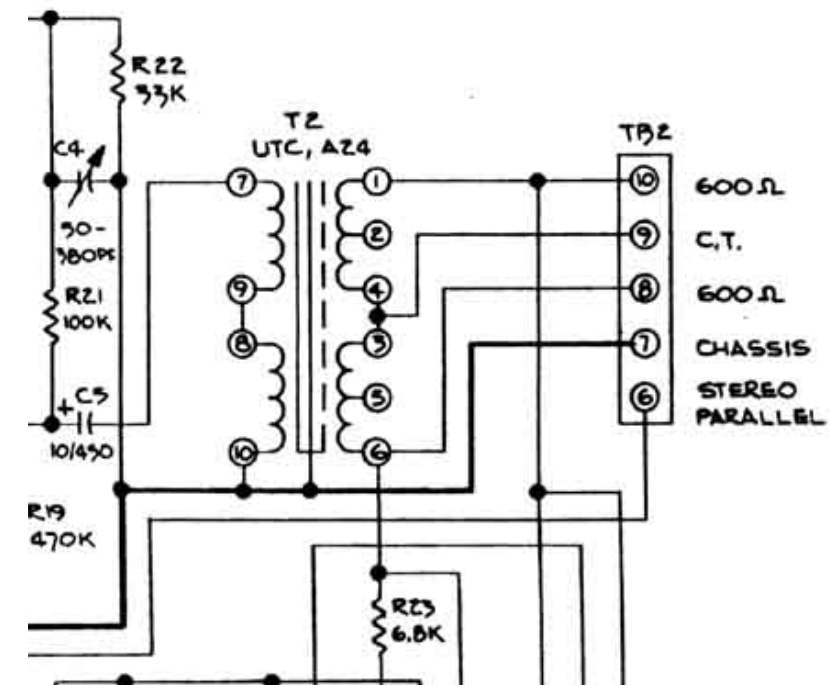 R22
33K
T2
UTC, A24
TB2
C4
50-
380PF
R21
100K
+
C5
10/450
R19
470K
7
9
8
10
1
2
4
3
5
6
10
600Ω
9
C.T.
8
600Ω
7
CHASSIS
6
STEREO
PARALLEL
R23
6.8K